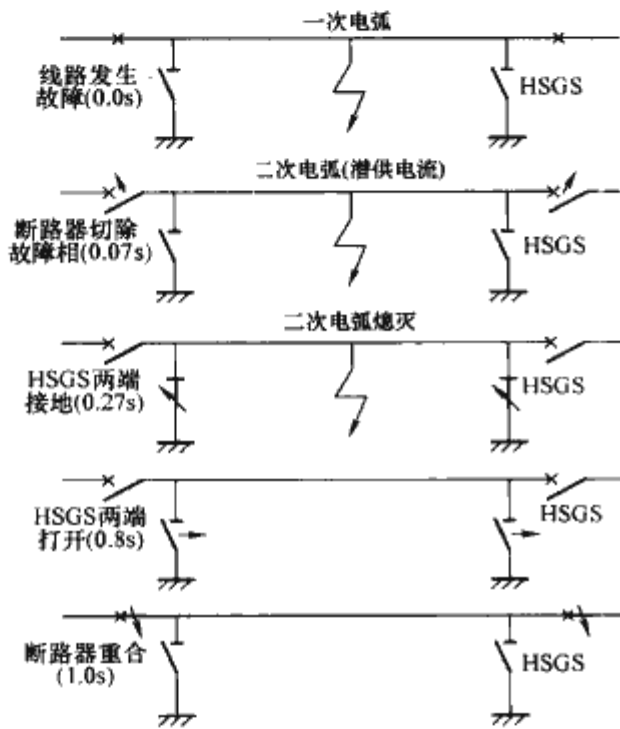 一次电弧
线路发生
故障(0.0s)
HSGS
二次电弧(潜供电流)
断路器切除
故障相(0.07s)
HSGS
二次电弧熄灭
HSGS两端
接地(0.27s)
HSGS
HSGS两端
打开(0.8s)
HSGS
断路器重合
(1.0s)
HSGS